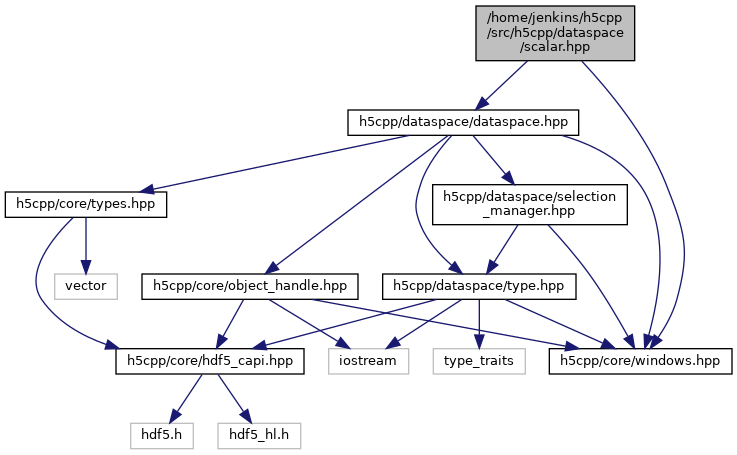 /home/jenkins/h5cpp
/src/h5cpp/dataspace
/scalar.hpp
h5cpp/dataspace/dataspace.hpp
h5cpp/core/types.hpp
h5cpp/dataspace/selection
_manager.hpp
vector
h5cpp/core/object_handle.hpp
h5cpp/dataspace/type.hpp
h5cpp/core/hdf5_capi.hpp
iostream
type_traits
h5cpp/core/windows.hpp
hdf5.h
hdf5_hl.h